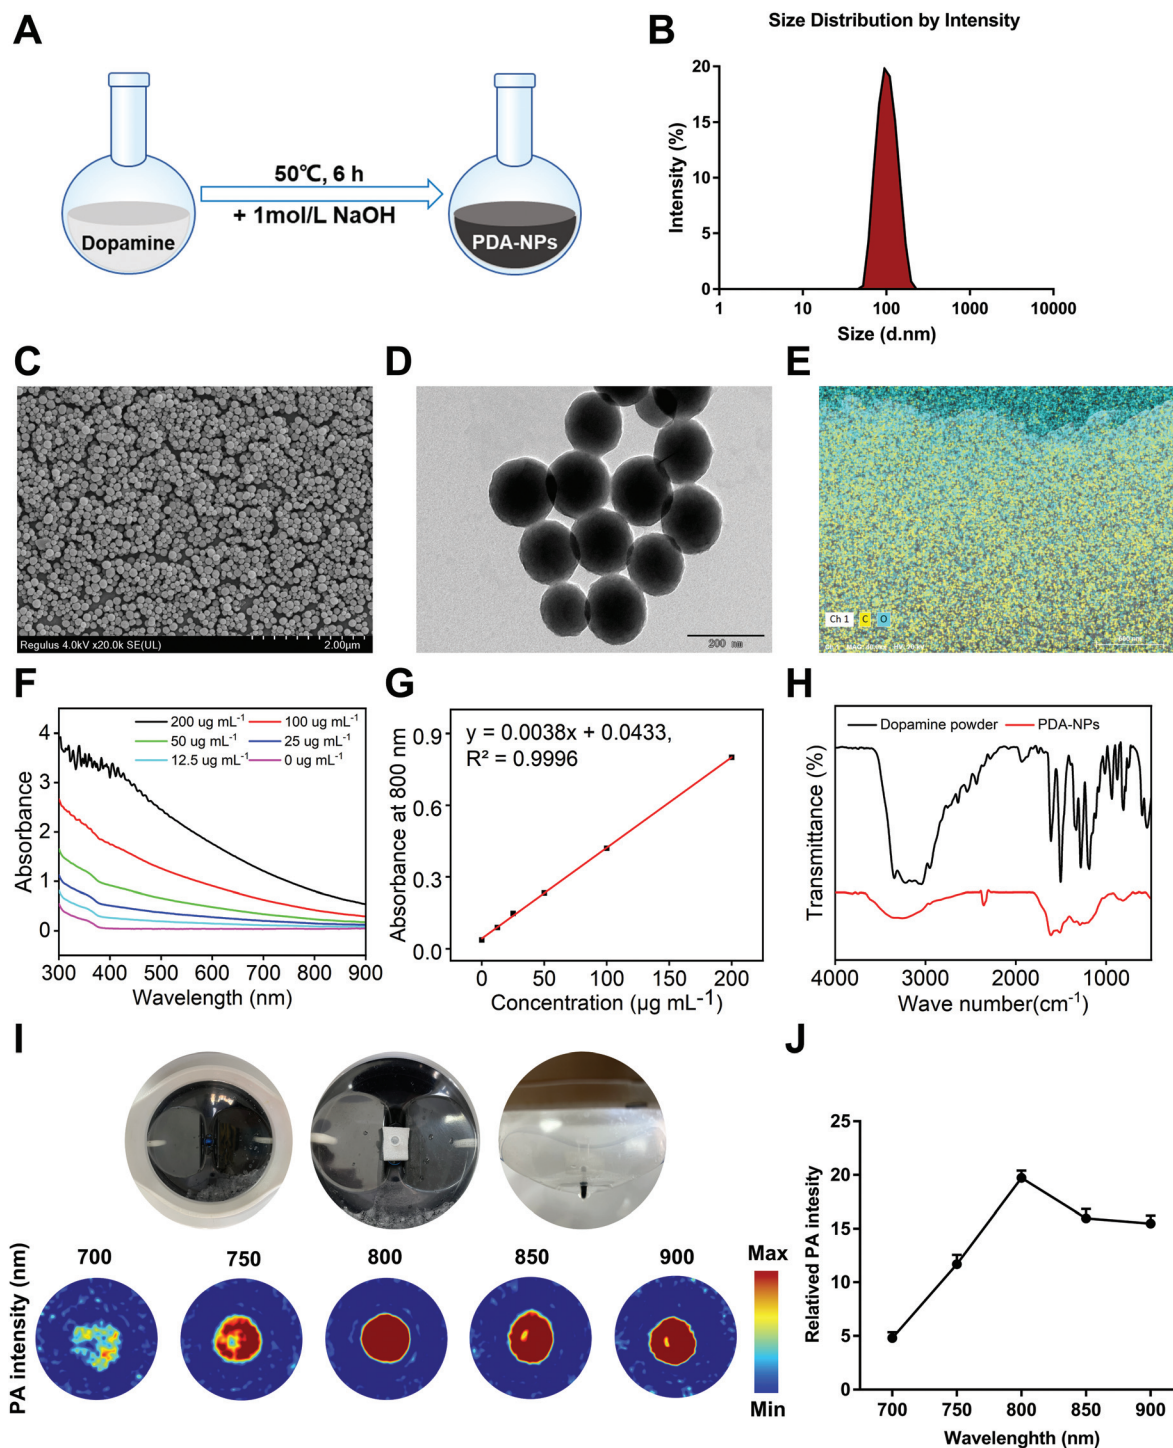 A
50℃, 6 h
+ 1mol/L NaOH
Dopamine
PDA-NPs
B
Size Distribution by Intensity
Intensity (%)
20
15
10
5
0
1
10
100
1000
10000
Size (d.nm)
C
Regulus 4.0kV x20.0k SE(UL)
2.00µm
D
200 nm
E
Ch 1
C
O
F
200 ug mL⁻¹
100 ug mL⁻¹
50 ug mL⁻¹
25 ug mL⁻¹
12.5 ug mL⁻¹
0 ug mL⁻¹
Absorbance
4
3
2
1
0
300 400 500 600 700 800 900
Wavelength (nm)
G
y = 0.0038x + 0.0433,
R² = 0.9996
Absorbance at 800 nm
0.9
0.6
0.3
0.0
0 50 100 150 200
Concentration (µg mL⁻¹)
H
Dopamine powder
PDA-NPs
Transmittance (%)
4000 3000 2000 1000
Wave number(cm⁻¹)
I
PA intensity (nm)
700
750
800
850
900
Max
Min
J
Relatived PA intesity
25
20
15
10
5
0
700 750 800 850 900
Wavelenghth (nm)